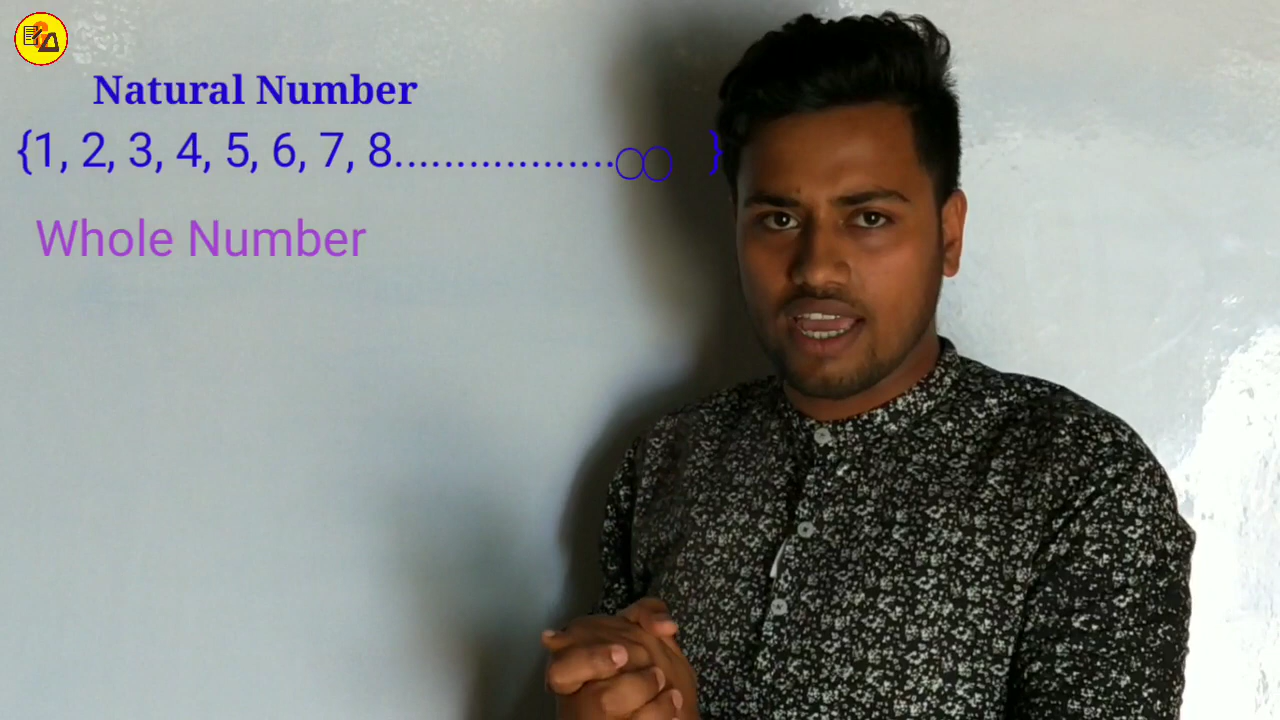 Natural Number
{1, 2, 3, 4, 5, 6, 7, 8..................∞ }
Whole Number